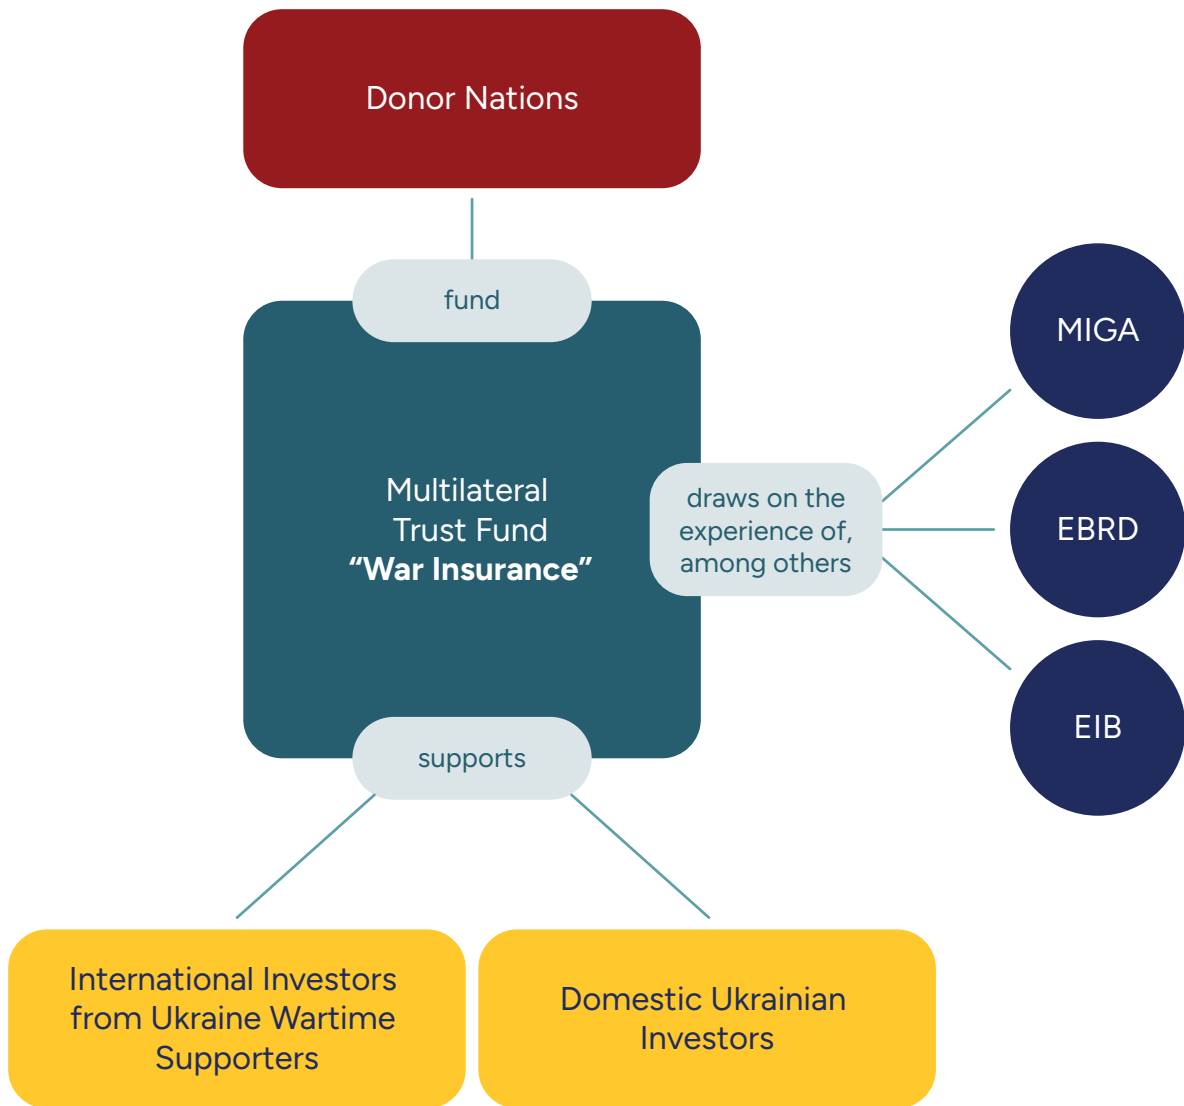 Donor Nations
fund
Multilateral
Trust Fund
“War Insurance”
draws on the
experience of,
among others
MIGA
EBRD
EIB
supports
International Investors
from Ukraine Wartime
Supporters
Domestic Ukrainian
Investors